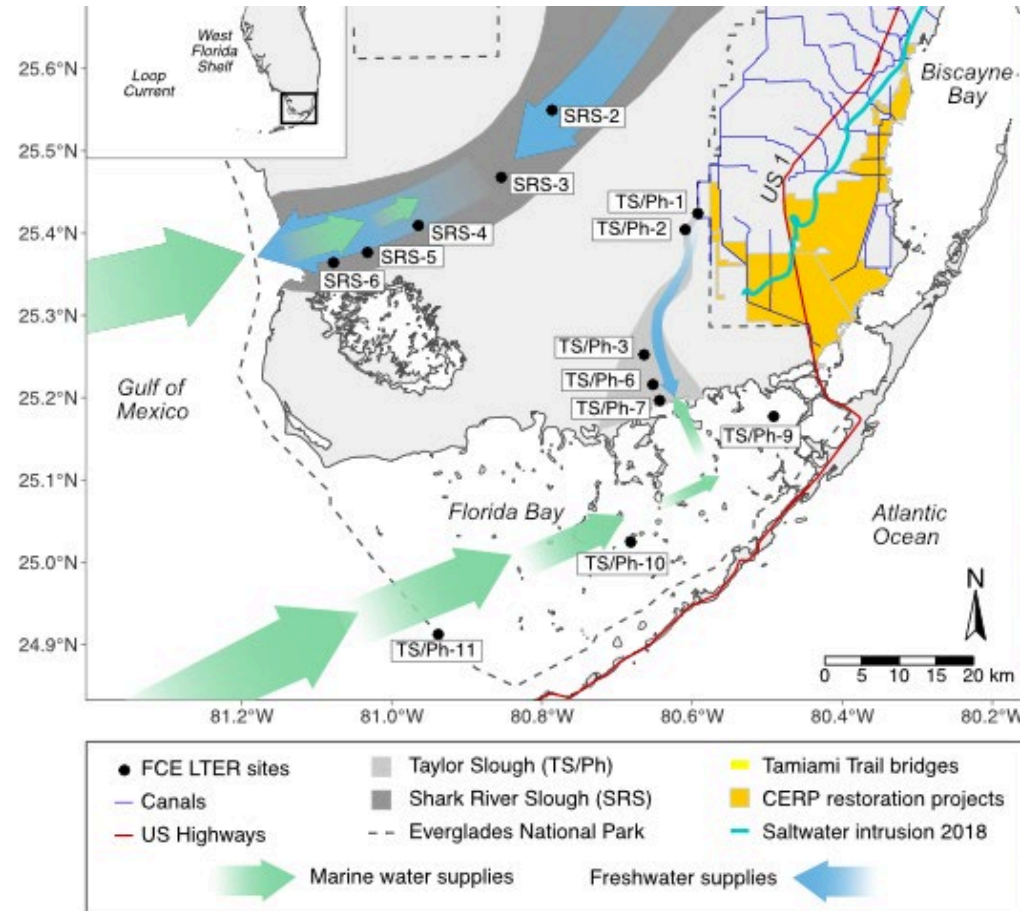 West
Florida
Shelf
Loop
Current
25.6°N
25.5°N
25.4°N
25.3°N
25.2°N
25.1°N
25.0°N
24.9°N
Biscayne
Bay
US 1
SRS-2
SRS-3
SRS-4
SRS-5
SRS-6
TS/Ph-1
TS/Ph-2
TS/Ph-3
TS/Ph-6
TS/Ph-7
TS/Ph-9
Gulf of
Mexico
Florida Bay
TS/Ph-10
TS/Ph-11
Atlantic
Ocean
N
0 5 10 15 20 km
81.2°W 81.0°W 80.8°W 80.6°W 80.4°W 80.2°W
FCE LTER sites
Canals
US Highways
Taylor Slough (TS/Ph)
Shark River Slough (SRS)
Everglades National Park
Tamiami Trail bridges
CERP restoration projects
Saltwater intrusion 2018
Marine water supplies
Freshwater supplies